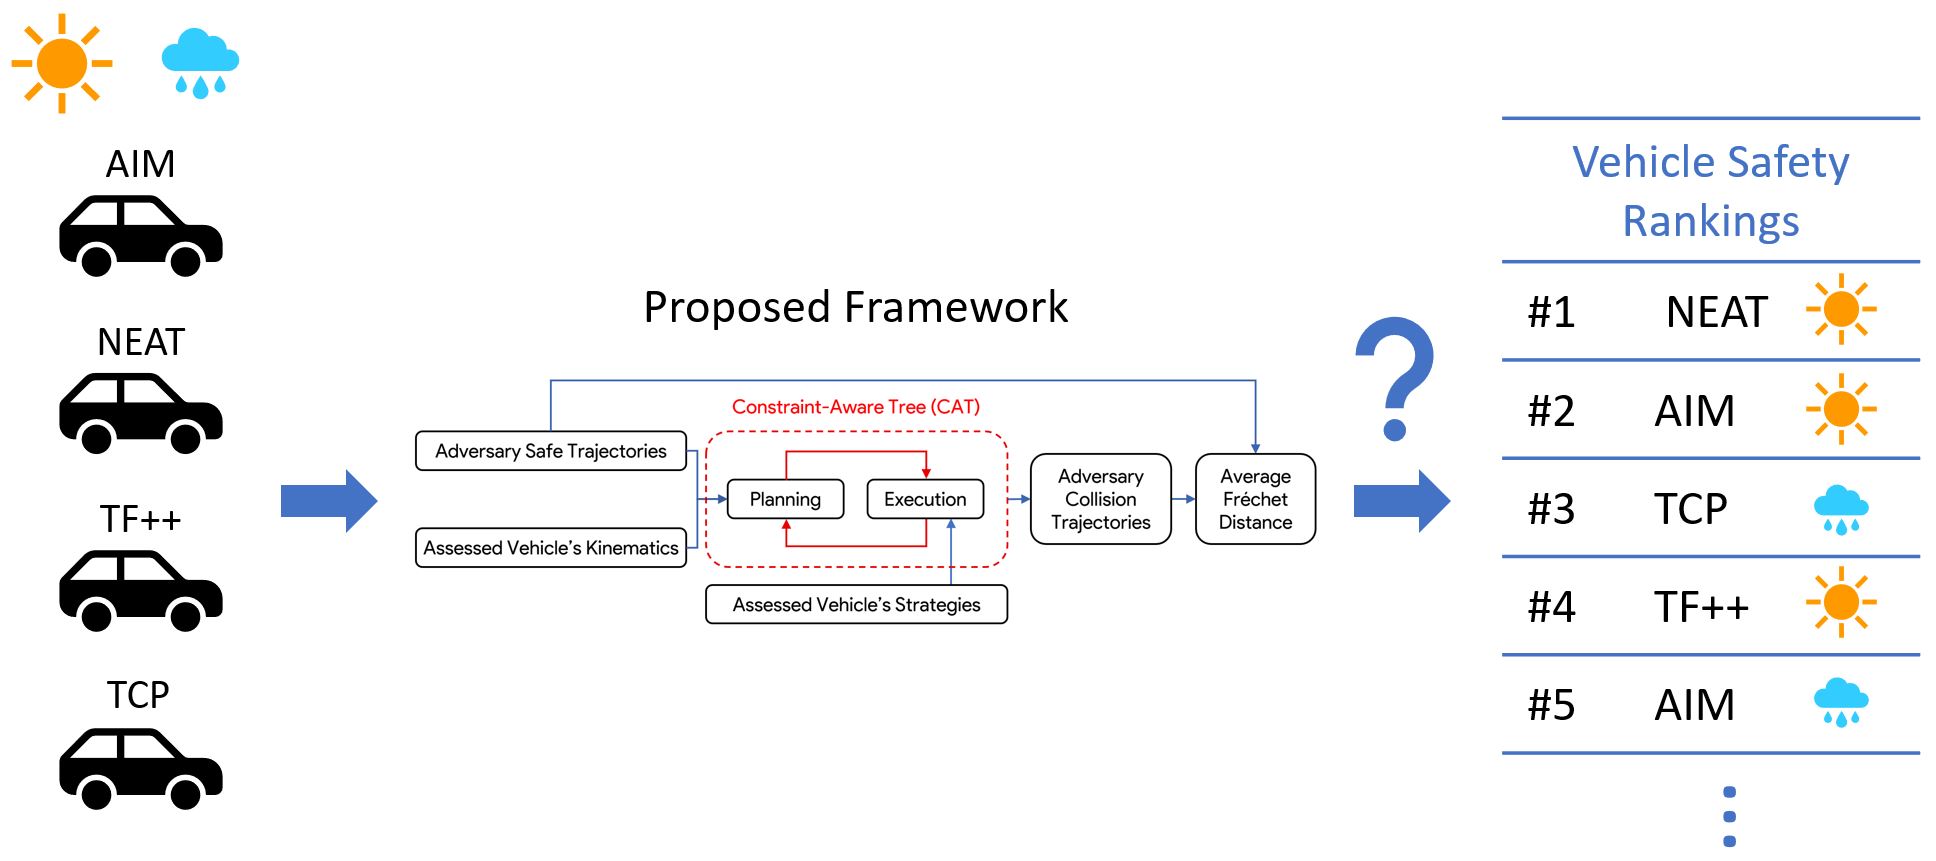 AIM
NEAT
TF++
TCP
Proposed Framework
Constraint-Aware Tree (CAT)
Adversary Safe Trajectories
Assessed Vehicle's Kinematics
Planning
Execution
Assessed Vehicle's Strategies
Adversary
Collision
Trajectories
Average
Fréchet
Distance
?
Vehicle Safety
Rankings
#1 NEAT
#2 AIM
#3 TCP
#4 TF++
#5 AIM